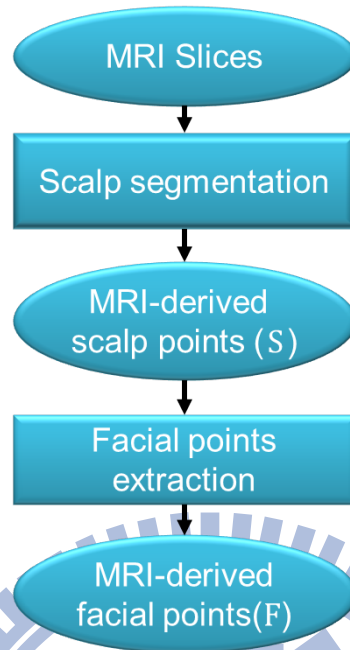 MRI Slices
Scalp segmentation
MRI-derived
scalp points (S)
Facial points
extraction
MRI-derived
facial points(F)